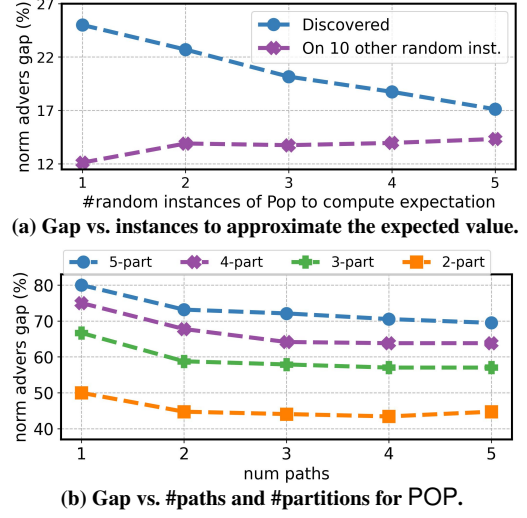 27
22
17
12
norm advers gap (%)
Discovered
On 10 other random inst.
1 2 3 4 5
#random instances of Pop to compute expectation
(a) Gap vs. instances to approximate the expected value.
5-part 4-part 3-part 2-part
80
70
60
50
40
norm advers gap (%)
1 2 3 4 5
num paths
(b) Gap vs. #paths and #partitions for POP.